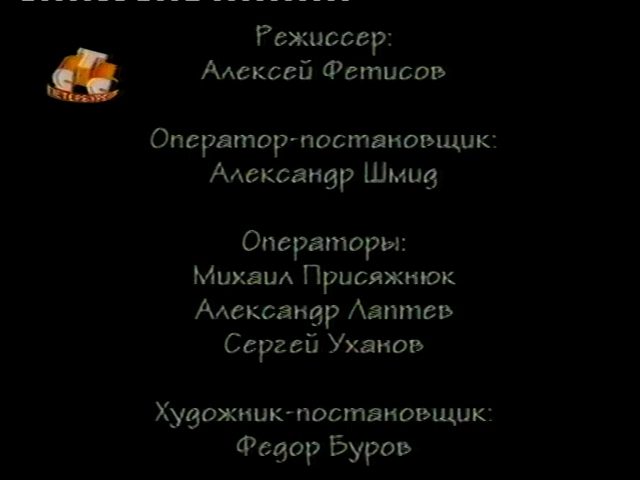 Режиссер:
Алексей Фетисов
Оператор-постановщик:
Александр Шмид
Операторы:
Михаил Присяжнюк
Александр Лаптев
Сергей Уханов
Художник-постановщик:
Федор Буров